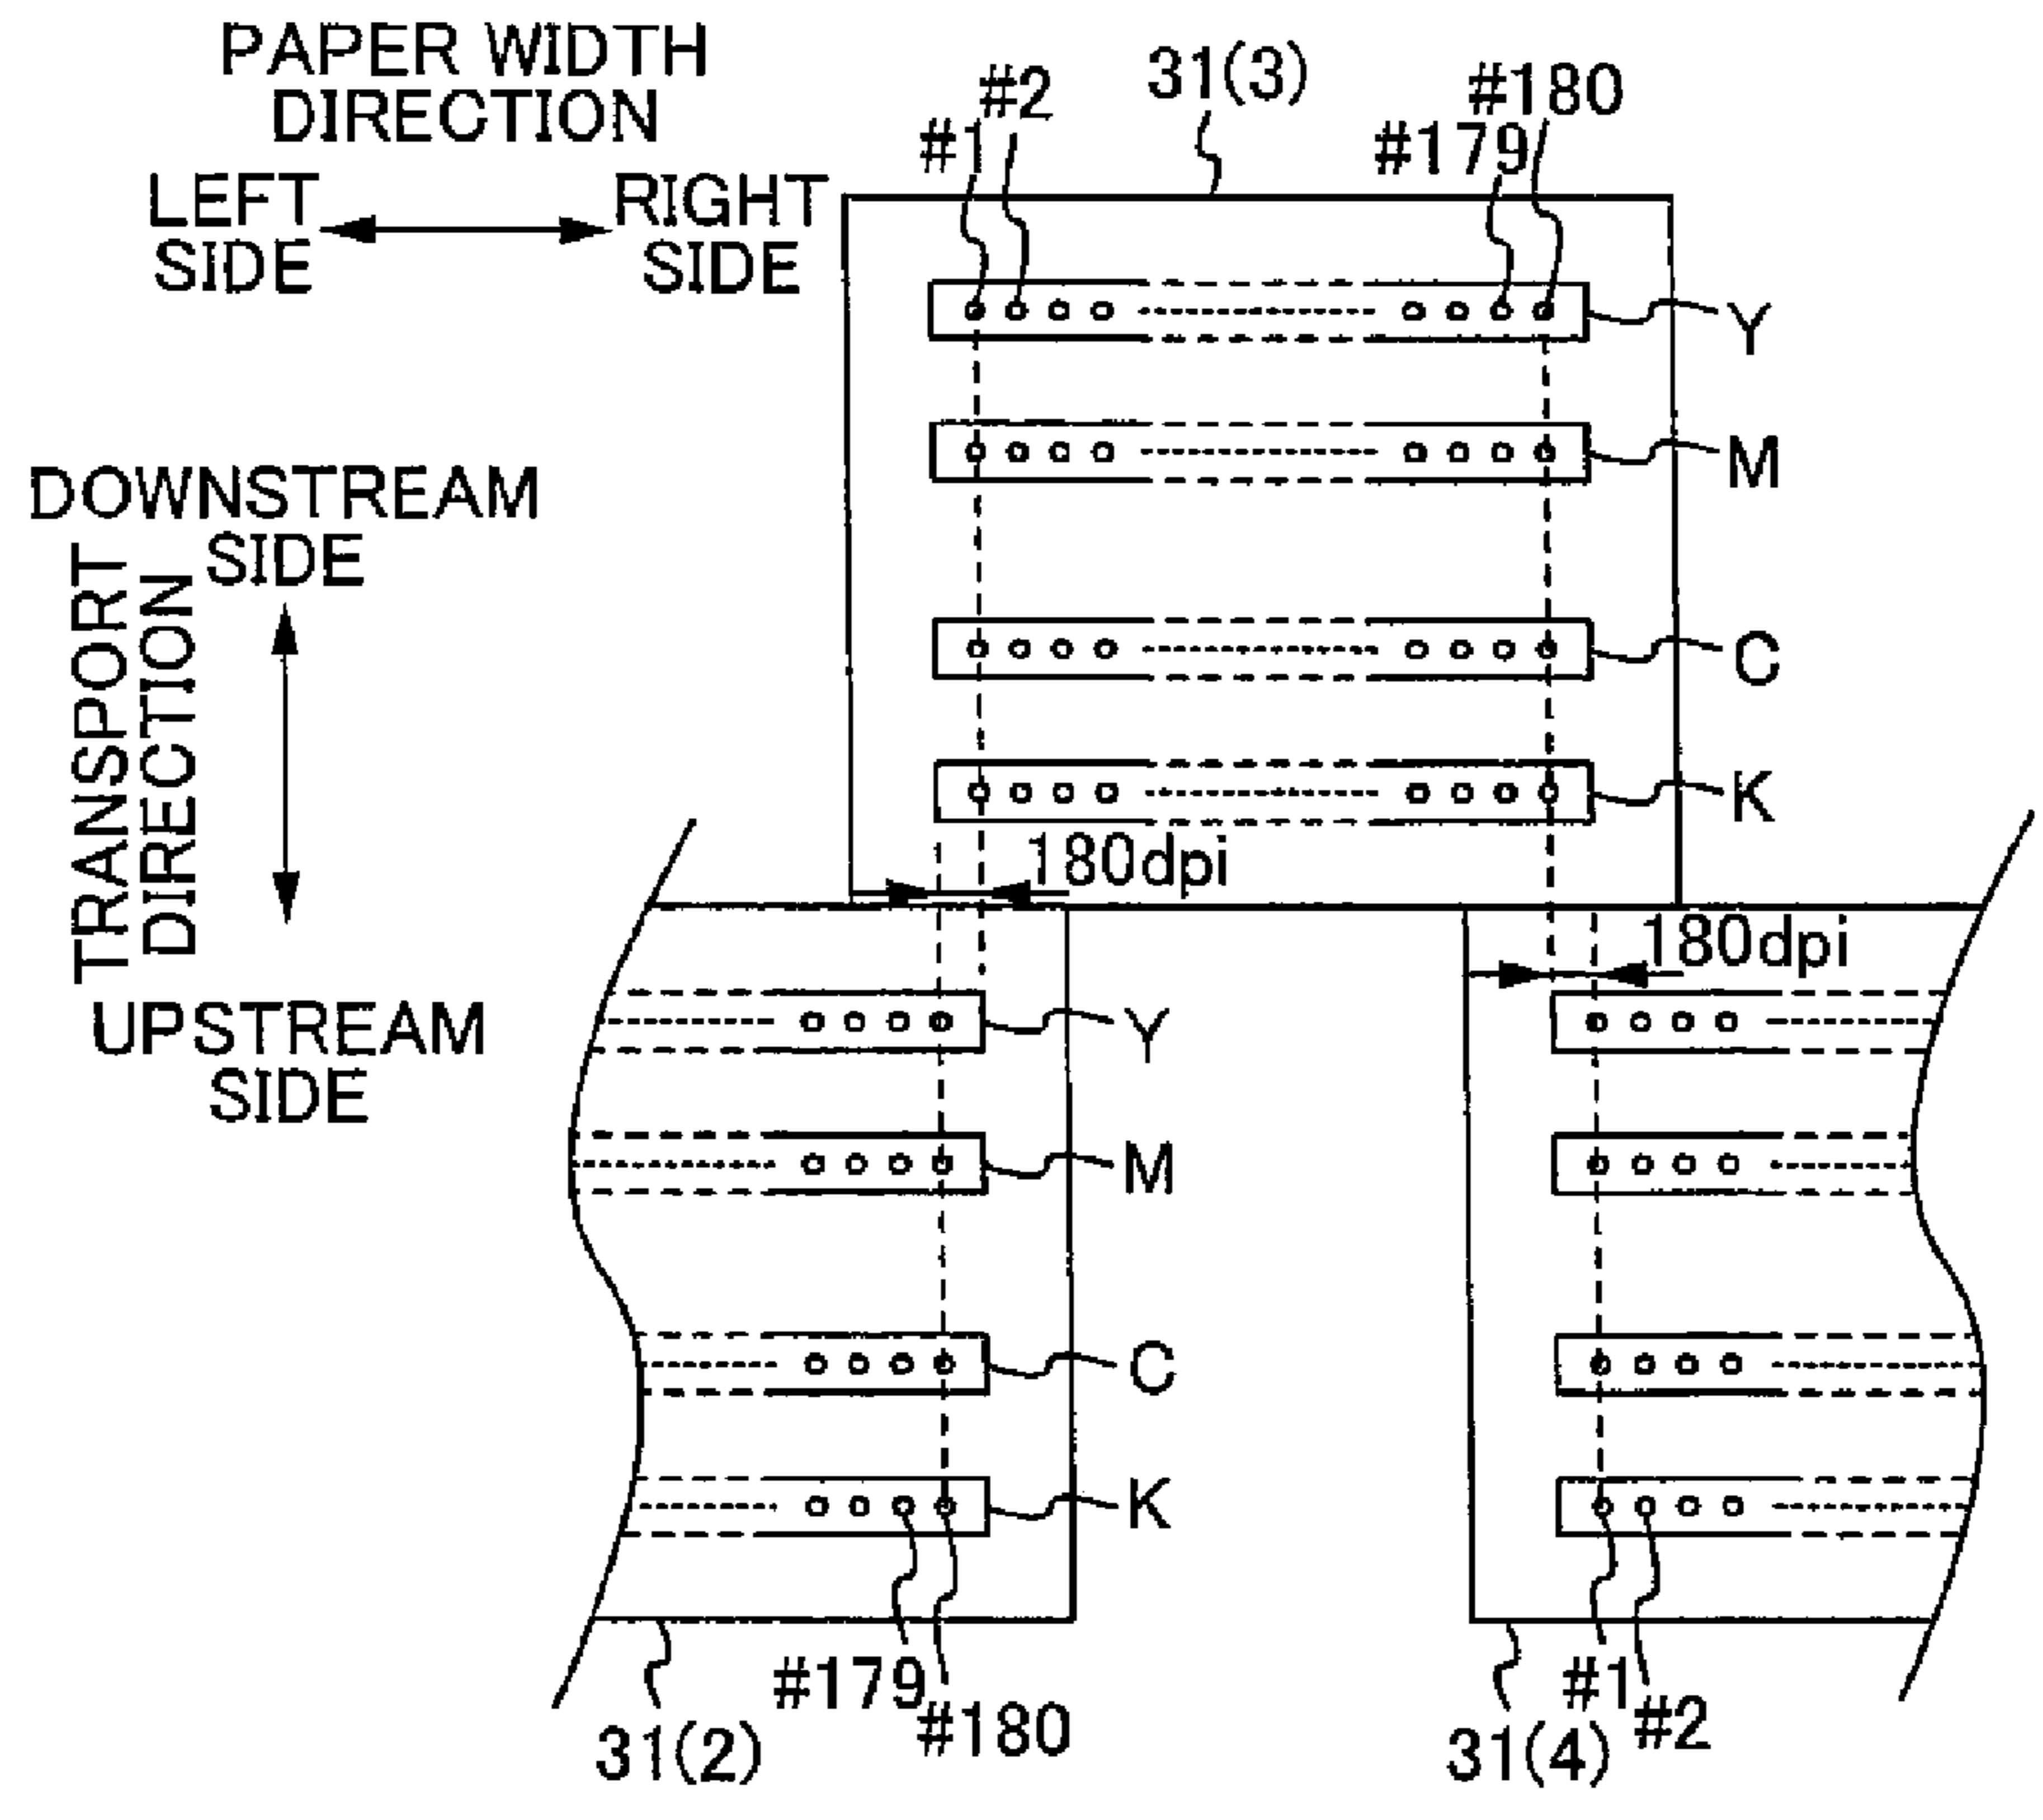 PAPER WIDTH
DIRECTION
LEFT
SIDE
RIGHT
SIDE
31(3)
#1
#2
#179
#180
Y
M
C
K
DOWNSTREAM
SIDE
TRANSPORT
DIRECTION
UPSTREAM
SIDE
180dpi
180dpi
Y
M
C
K
#179
#180
31(2)
#1
#2
31(4)